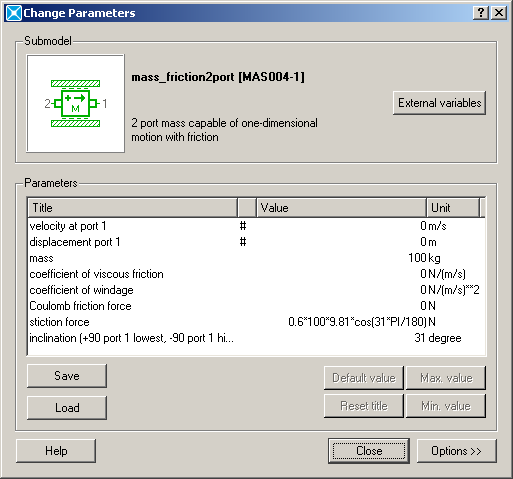 Change Parameters
Submodel
2 M 1
mass_friction2port [MAS004-1]
2 port mass capable of one-dimensional
motion with friction
External variables
Parameters
Title Value Unit
velocity at port 1 # 0 m/s
displacement port 1 # 0 m
mass 100 kg
coefficient of viscous friction 0 N/(m/s)
coefficient of windage 0 N/(m/s)**2
Coulomb friction force 0 N
stiction force 0.6*100*9.81*cos(31*PI/180) N
inclination (+90 port 1 lowest, -90 port 1 hi... 31 degree
Save Default value Max. value
Load Reset title Min. value
Help Close Options >>